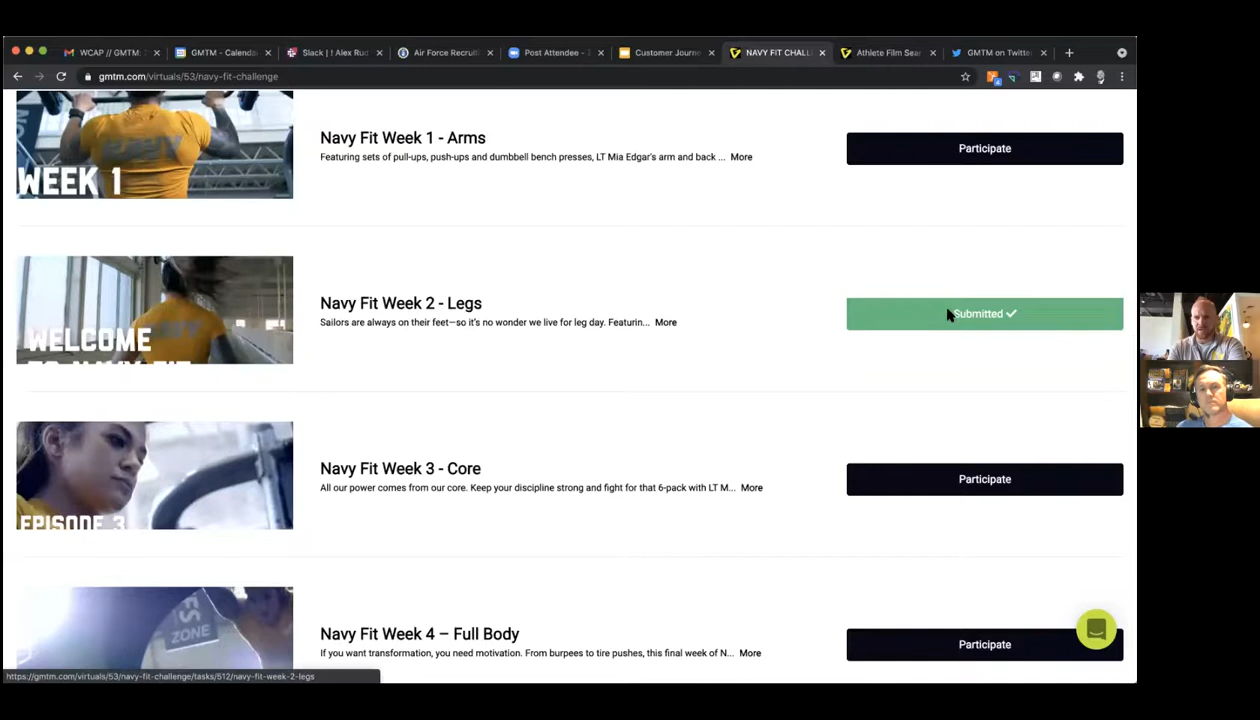 WCAP // GMTM:
GMTM - Calenda
Slack | ! Alex Rud
Air Force Recruiti
Post Attendee -
Customer Journe
NAVY FIT CHALL
Athlete Film Sear
GMTM on Twitte
gmtm.com/virtuals/53/navy-fit-challenge
NAVY
WEEK 1
Navy Fit Week 1 - Arms
Featuring sets of pull-ups, push-ups and dumbbell bench presses, LT Mia Edgar's arm and back ... More
Participate
WELCOME
TO NAVY FIT
Navy Fit Week 2 - Legs
Sailors are always on their feet—so it's no wonder we live for leg day. Featurin... More
Submitted ✓
EPISODE 3
Navy Fit Week 3 - Core
All our power comes from our core. Keep your discipline strong and fight for that 6-pack with LT M... More
Participate
ZONE
Navy Fit Week 4 – Full Body
If you want transformation, you need motivation. From burpees to tire pushes, this final week of N... More
Participate
https://gmtm.com/virtuals/53/navy-fit-challenge/tasks/512/navy-fit-week-2-legs